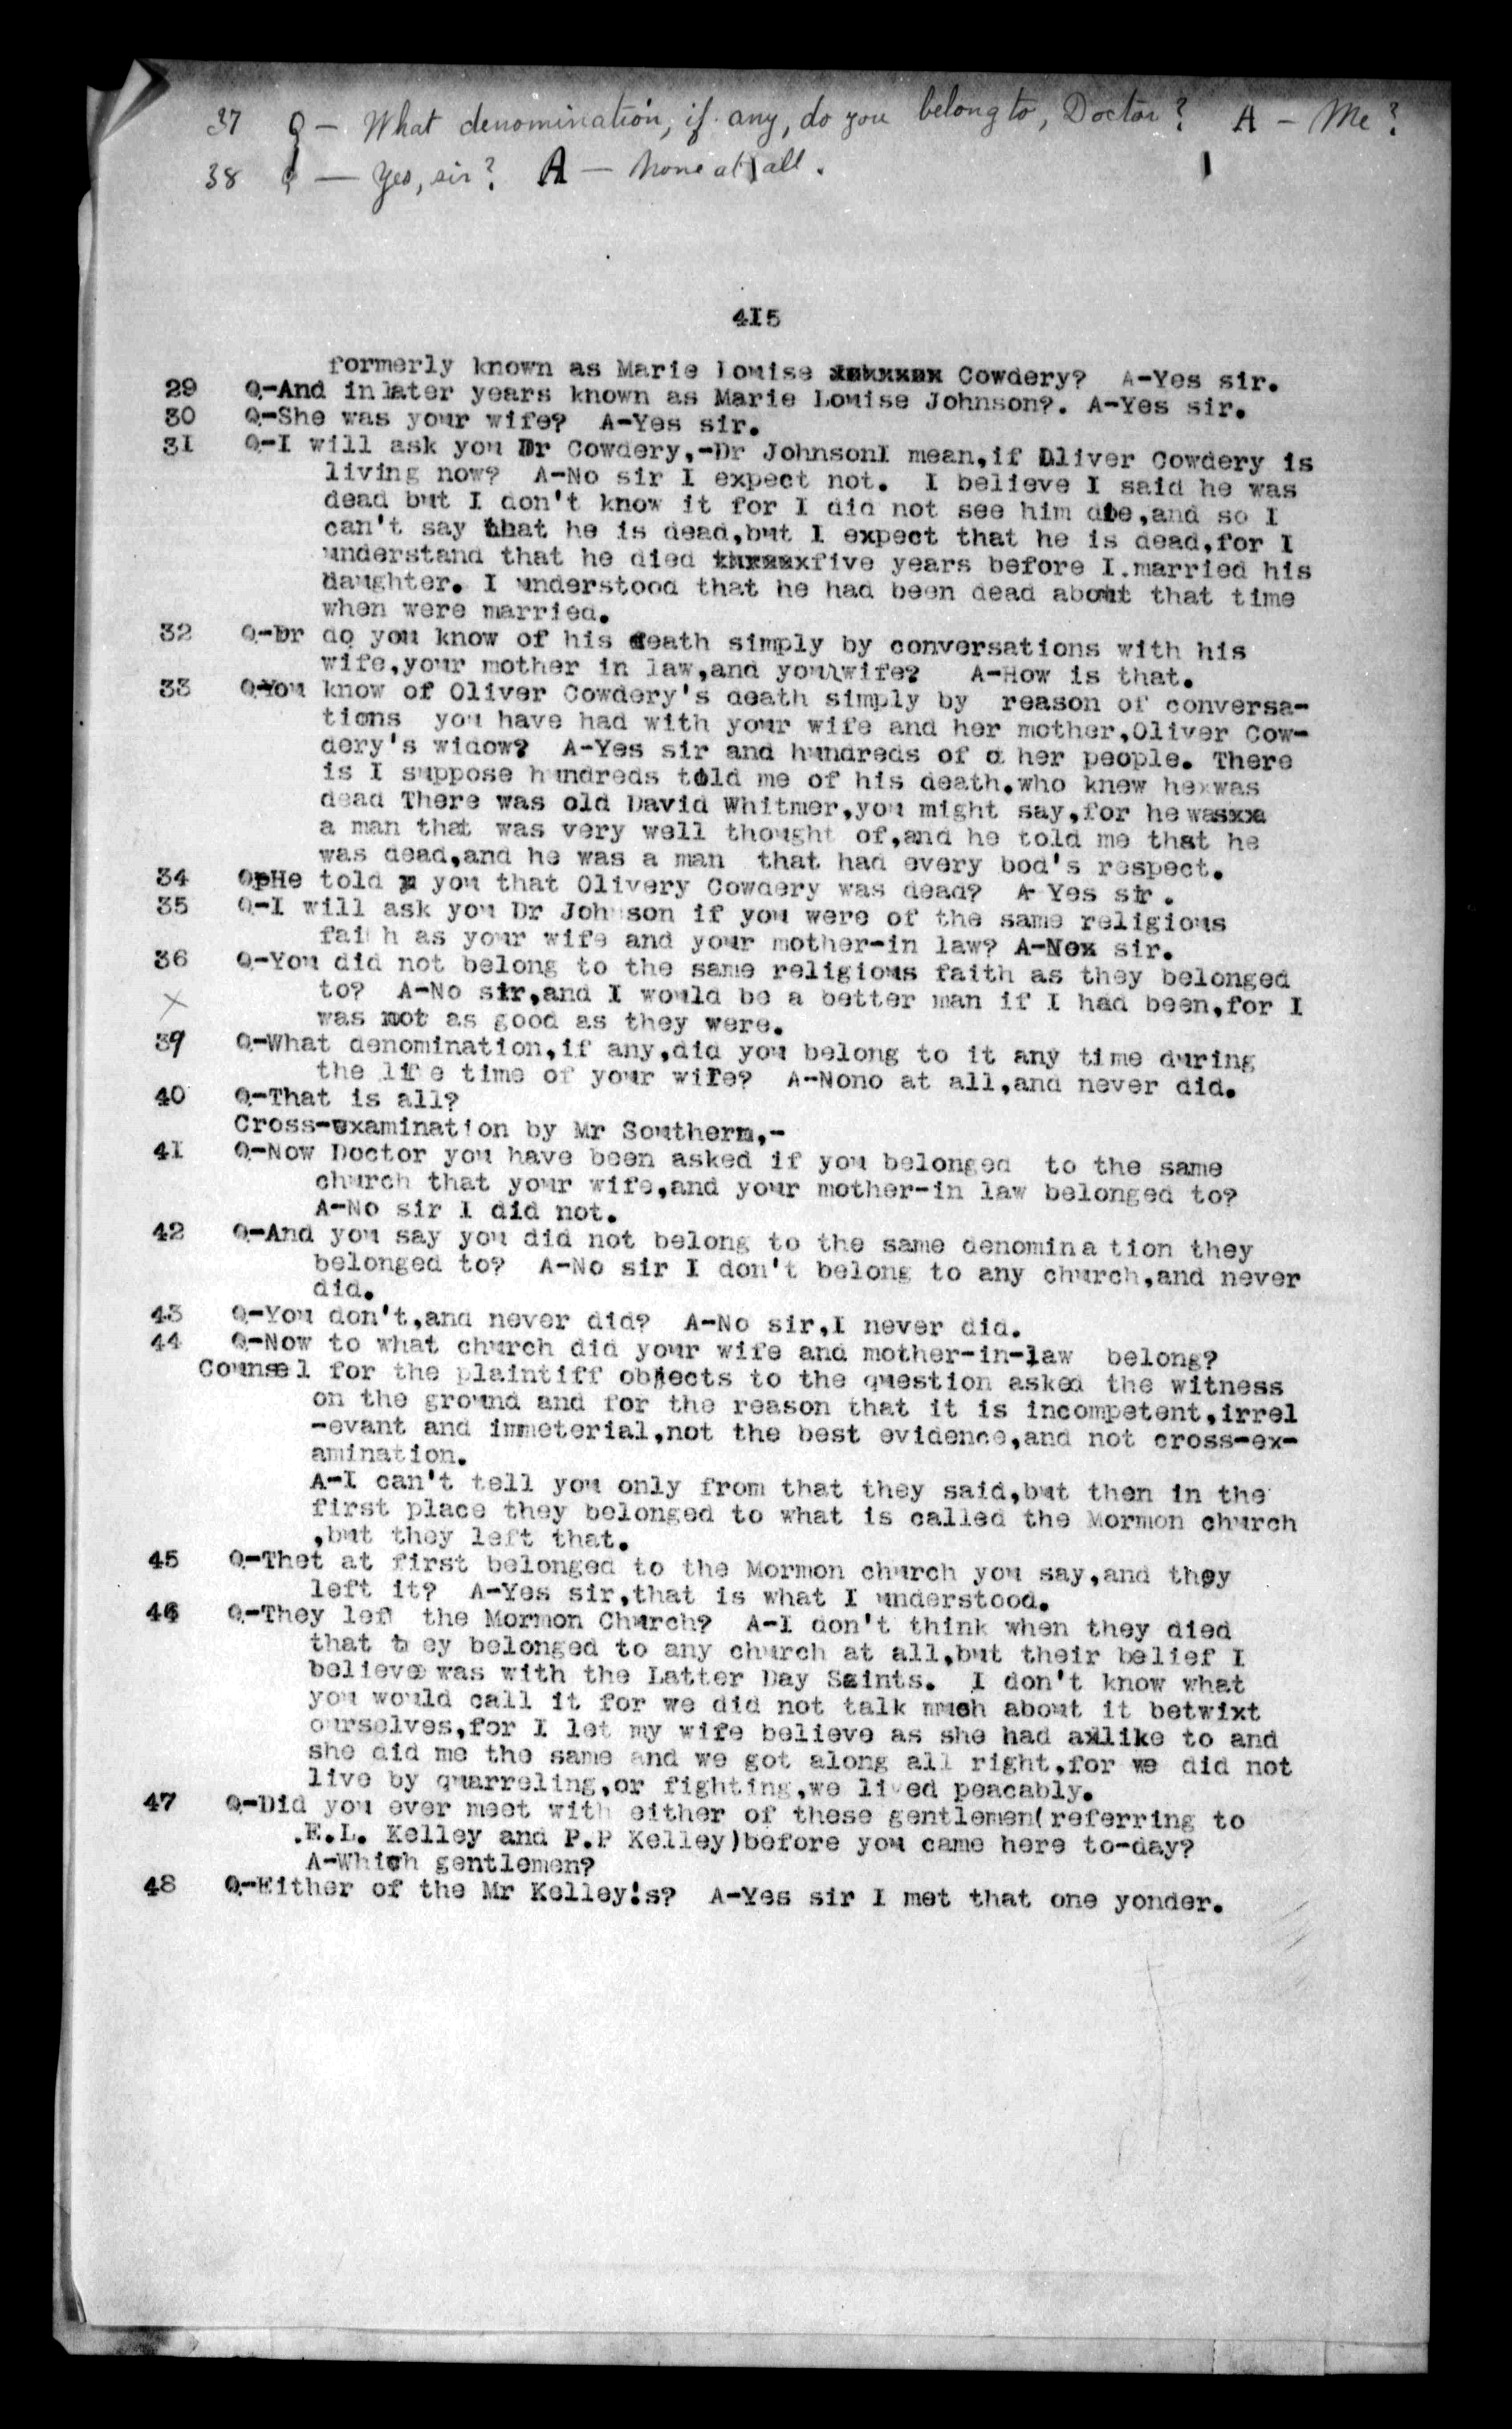 37 Q — What denomination, if any, do you belong to, Doctor? A — Me?
38 Q — Yes, sir? A — None at all.
415
formerly known as Marie Louise xxxxxxx Cowdery? A-Yes sir.
29 Q-And in later years known as Marie Louise Johnson?. A-Yes sir.
30 Q-She was your wife? A-Yes sir.
31 Q-I will ask you Dr Cowdery,-Dr JohnsonI mean,if Oliver Cowdery is
living now? A-No sir I expect not. I believe I said he was
dead but I don't know it for I did not see him die,and so I
can't say that he is dead,but I expect that he is dead,for I
understand that he died xxxxxxfive years before I.married his
daughter. I understood that he had been dead about that time
when were married.
32 Q-Dr do you know of his death simply by conversations with his
wife,your mother in law,and your wife? A-How is that.
33 Q-You know of Oliver Cowdery's death simply by reason of conversa-
tions you have had with your wife and her mother,Oliver Cow-
dery's widow? A-Yes sir and hundreds of o her people. There
is I suppose hundreds told me of his death.who knew hexwas
dead There was old David Whitmer,you might say,for he wasxxa
a man that was very well thought of,and he told me that he
was dead,and he was a man that had every bod's respect.
34 Q-He told you that Olivery Cowdery was dead? A- Yes sir .
35 Q-I will ask you Dr Johnson if you were of the same religious
faith as your wife and your mother-in law? A-Nox sir.
36 Q-You did not belong to the same religious faith as they belonged
to? A-No sir,and I would be a better man if I had been,for I
x was not as good as they were.
39 Q-What denomination,if any,did you belong to it any time during
the life time of your wife? A-Nono at all,and never did.
40 Q-That is all?
Cross-examination by Mr Southern,-
41 Q-Now Doctor you have been asked if you belonged to the same
church that your wife,and your mother-in law belonged to?
A-No sir I did not.
42 Q-And you say you did not belong to the same denomina tion they
belonged to? A-No sir I don't belong to any church,and never
did.
43 Q-You don't,and never did? A-No sir,I never did.
44 Q-Now to what church did your wife and mother-in-law belong?
Counsel for the plaintiff objects to the question asked the witness
on the ground and for the reason that it is incompetent,irrel
-evant and immeterial,not the best evidence,and not cross-ex-
amination.
A-I can't tell you only from that they said,but then in the
first place they belonged to what is called the Mormon church
,but they left that.
45 Q-Thet at first belonged to the Mormon church you say,and they
left it? A-Yes sir,that is what I understood.
46 Q-They left the Mormon Church? A-I don't think when they died
that they belonged to any church at all,but their belief I
believe was with the Latter Day Saints. I don't know what
you would call it for we did not talk much about it betwixt
ourselves,for I let my wife believe as she had axlike to and
she did me the same and we got along all right,for we did not
live by quarreling,or fighting,we lived peacably.
47 Q-Did you ever meet with either of these gentlemen(referring to
.E.L. Kelley and P.P Kelley)before you came here to-day?
A-Which gentlemen?
48 Q-Either of the Mr Kelley's? A-Yes sir I met that one yonder.